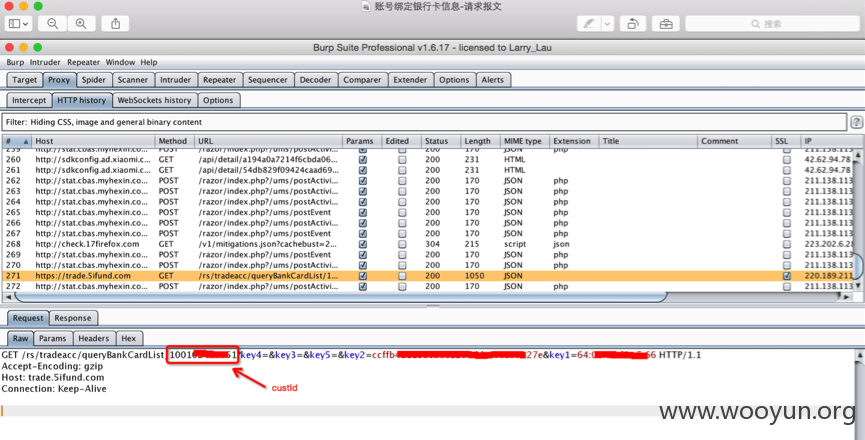 账号绑定银行卡信息-请求报文
搜索
Burp Suite Professional v1.6.17 - licensed to Larry_Lau
Burp Intruder Repeater Window Help
Target Proxy Spider Scanner Intruder Repeater Sequencer Decoder Comparer Extender Options Alerts
Intercept HTTP history WebSockets history Options
Filter: Hiding CSS, image and general binary content
# Host Method URL Params Edited Status Length MIME type Extension Title Comment SSL IP
259 http://stat.cbas.myhexin.co... POST /razor/index.php?/ums/postActivi... 200 170 JSON php 211.138.113
260 http://sdkconfig.ad.xiaomi.c... GET /api/detail/a194a0a7214f6cbda06... 200 231 HTML 42.62.94.78
261 http://sdkconfig.ad.xiaomi.c... GET /api/detail/54db829f09424caad69... 200 231 HTML 42.62.94.78
262 http://stat.cbas.myhexin.co... POST /razor/index.php?/ums/postActivi... 200 170 JSON php 211.138.113
263 http://stat.cbas.myhexin.co... POST /razor/index.php?/ums/postActivi... 200 170 JSON php 211.138.113
264 http://stat.cbas.myhexin.co... POST /razor/index.php?/ums/postActivi... 200 170 JSON php 211.138.113
265 http://stat.cbas.myhexin.co... POST /razor/index.php?/ums/postEvent 200 170 JSON php 211.138.113
266 http://stat.cbas.myhexin.co... POST /razor/index.php?/ums/postEvent 200 170 JSON php 211.138.113
267 http://stat.cbas.myhexin.co... POST /razor/index.php?/ums/postActivi... 200 170 JSON php 211.138.113
268 http://check.17firefox.com GET /v1/mitigations.json?cachebust=2... 304 215 script json 223.202.6.28
269 http://stat.cbas.myhexin.co... POST /razor/index.php?/ums/postEvent 200 170 JSON php 211.138.113
270 http://stat.cbas.myhexin.co... POST /razor/index.php?/ums/postActivi... 200 170 JSON php 211.138.113
271 https://trade.5ifund.com GET /rs/tradeacc/queryBankCardList/1... 200 1050 JSON 220.189.211
272 http://stat.cbas.myhexin.co... POST /razor/index.php?/ums/postActivi... 200 170 JSON 211.138.113
Request Response
Raw Params Headers Hex
GET /rs/tradeacc/queryBankCardList/10010 51?key4=&key3=&key5=&key2=ccffb4 27e&key1=64:0 66 HTTP/1.1
Accept-Encoding: gzip
Host: trade.5ifund.com
Connection: Keep-Alive
custId
www.wooyun.org